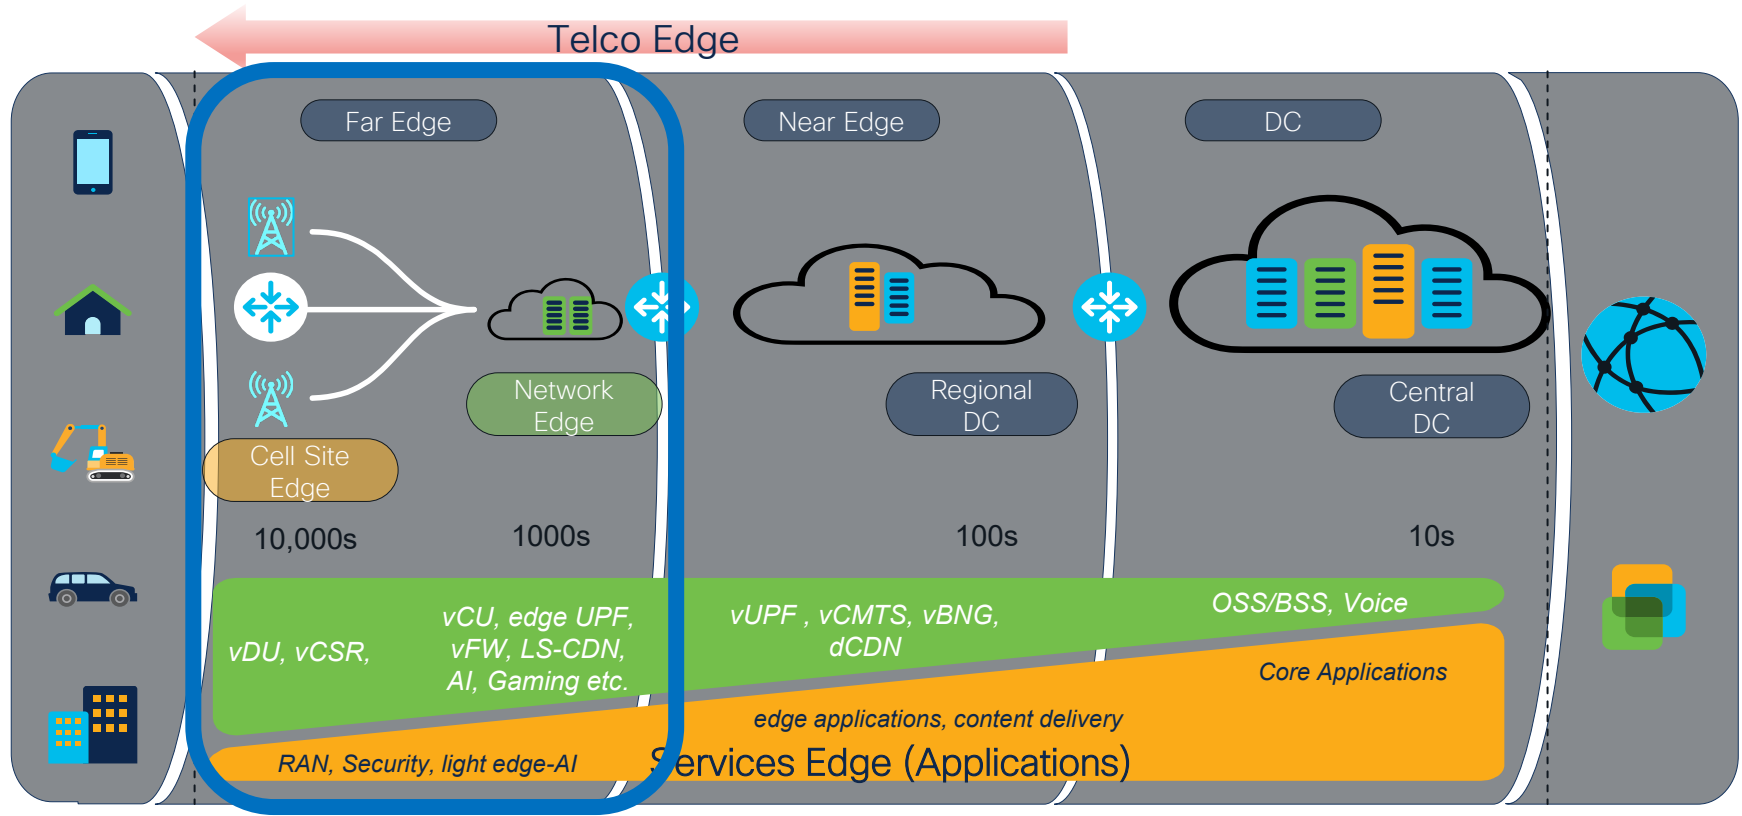 Telco Edge
Far Edge
Near Edge
DC
Network
Edge
Regional
DC
Central
DC
Cell Site
Edge
10,000s
1000s
100s
10s
vDU, vCSR,
vCU, edge UPF,
vFW, LS-CDN,
AI, Gaming etc.
vUPF , vCMTS, vBNG,
dCDN
OSS/BSS, Voice
Core Applications
edge applications, content delivery
RAN, Security, light edge-AI
Services Edge (Applications)